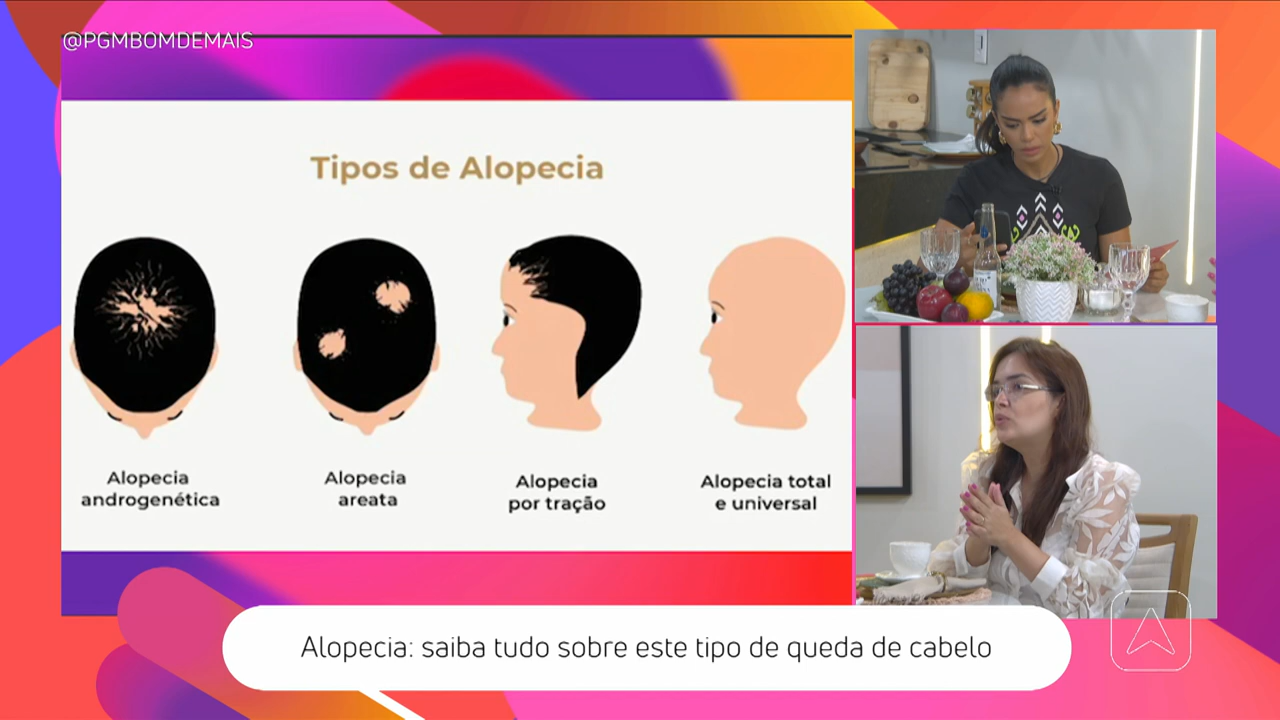 @PGMBOMDEMAIS
Tipos de Alopecia
Alopecia
androgenética
Alopecia
areata
Alopecia
por tração
Alopecia total
e universal
Alopecia: saiba tudo sobre este tipo de queda de cabelo